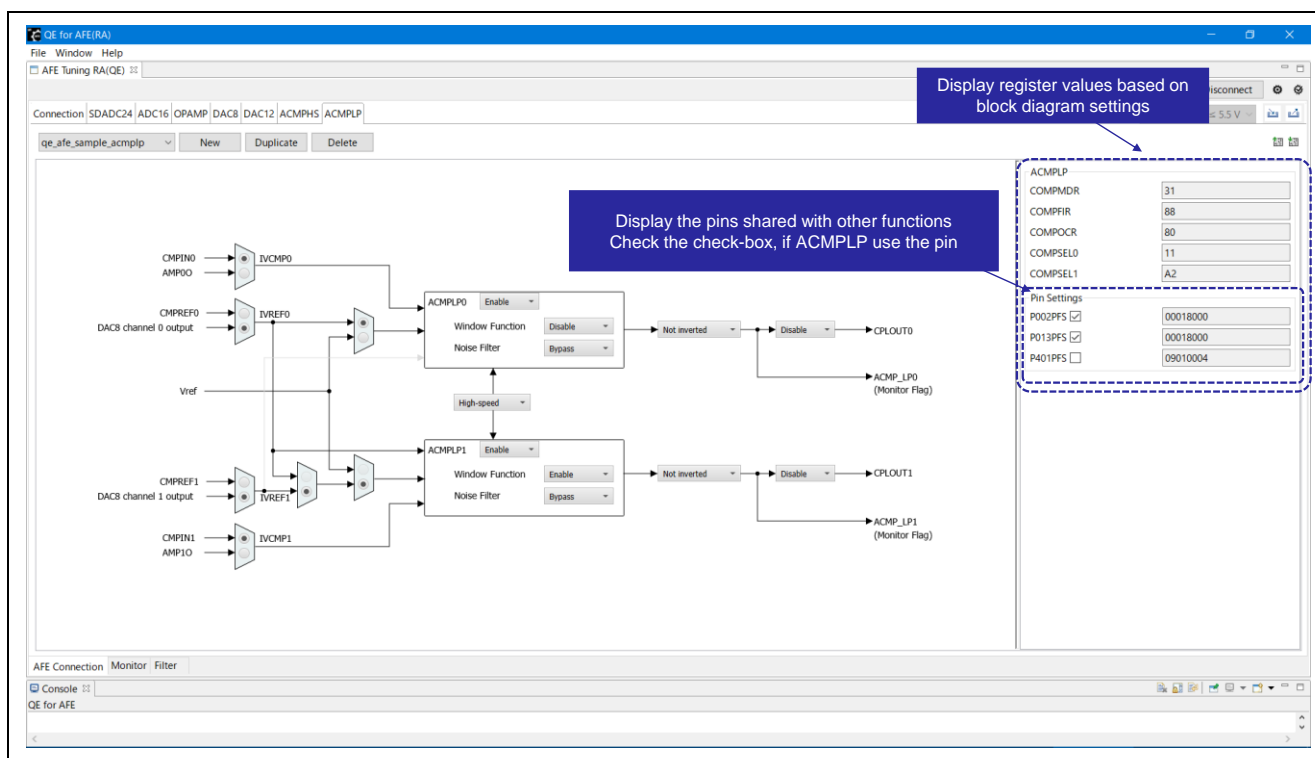 QE for AFE(RA)
File Window Help
AFE Tuning RA(QE)
Display register values based on
block diagram settings
Disconnect
Connection SDADC24 ADC16 OPAMP DAC8 DAC12 ACMPHS ACMPLP
≤ 5.5 V
qe_afe_sample_acmplp New Duplicate Delete
Display the pins shared with other functions
Check the check-box, if ACMPLP use the pin
ACMPLP
COMPMDR 31
COMPFIR 88
COMPOCR 80
COMPSEL0 11
COMPSEL1 A2
Pin Settings
P002PFS 00018000
P013PFS 00018000
P401PFS 09010004
CMPIN0 IVCMP0
AMP0O
CMPREF0 IVREF0
DAC8 channel 0 output
Vref
ACMPLP0 Enable
Window Function Disable
Noise Filter Bypass
Not inverted Disable CPLOUT0
ACMP_LP0
(Monitor Flag)
High-speed
ACMPLP1 Enable
Window Function Enable
Noise Filter Bypass
Not inverted Disable CPLOUT1
ACMP_LP1
(Monitor Flag)
CMPREF1
DAC8 channel 1 output IVREF1
CMPIN1 IVCMP1
AMP1O
AFE Connection Monitor Filter
Console
QE for AFE